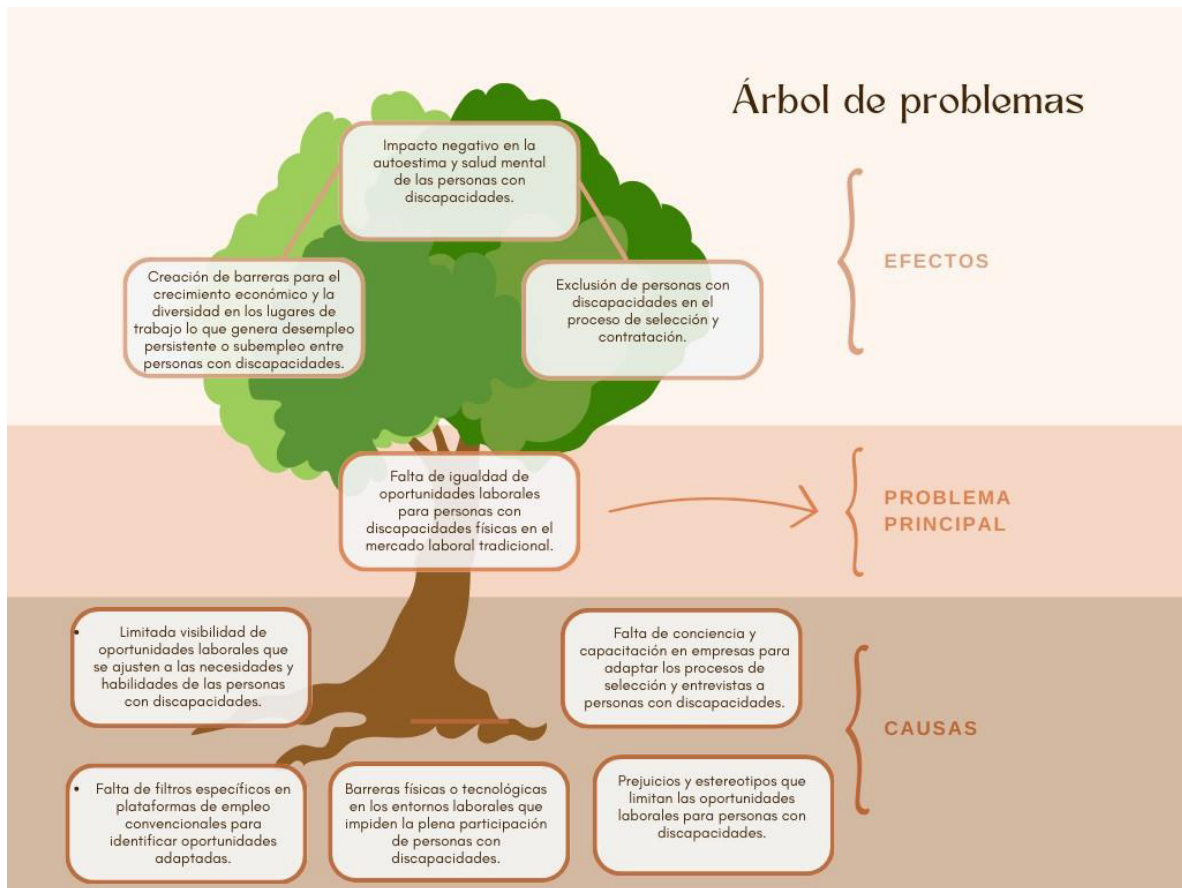 Árbol de problemas
Impacto negativo en la
autoestima y salud mental
de las personas con
discapacidades.
Creación de barreras para el
crecimiento económico y la
diversidad en los lugares de
trabajo lo que genera desempleo
persistente o subempleo entre
personas con discapacidades.
Exclusión de personas con
discapacidades en el
proceso de selección y
contratación.
EFECTOS
Falta de igualdad de
oportunidades laborales
para personas con
discapacidades físicas en el
mercado laboral tradicional.
PROBLEMA
PRINCIPAL
• Limitada visibilidad de
oportunidades laborales que
se ajusten a las necesidades y
habilidades de las personas
con discapacidades.
Falta de conciencia y
capacitación en empresas para
adaptar los procesos de
selección y entrevistas a
personas con discapacidades.
CAUSAS
• Falta de filtros específicos en
plataformas de empleo
convencionales para
identificar oportunidades
adaptadas.
Barreras físicas o tecnológicas
en los entornos laborales que
impiden la plena participación
de personas con
discapacidades.
Prejuicios y estereotipos que
limitan las oportunidades
laborales para personas con
discapacidades.